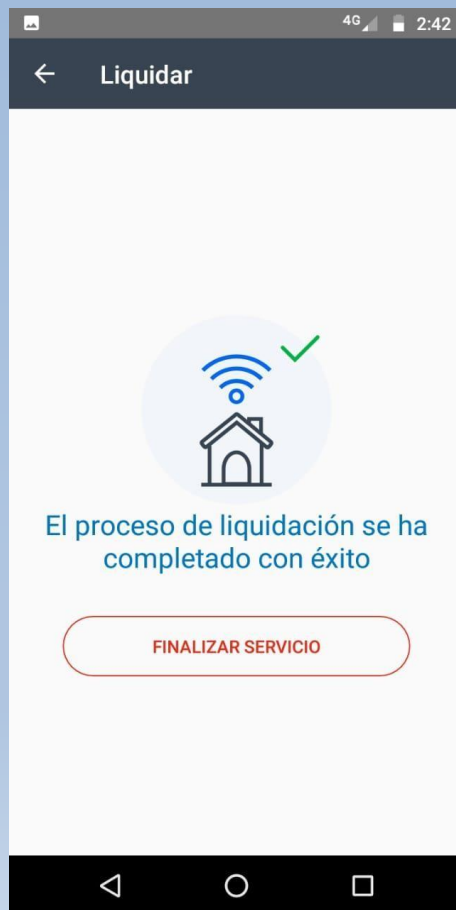 4G 2:42
Liquidar
El proceso de liquidación se ha
completado con éxito
FINALIZAR SERVICIO